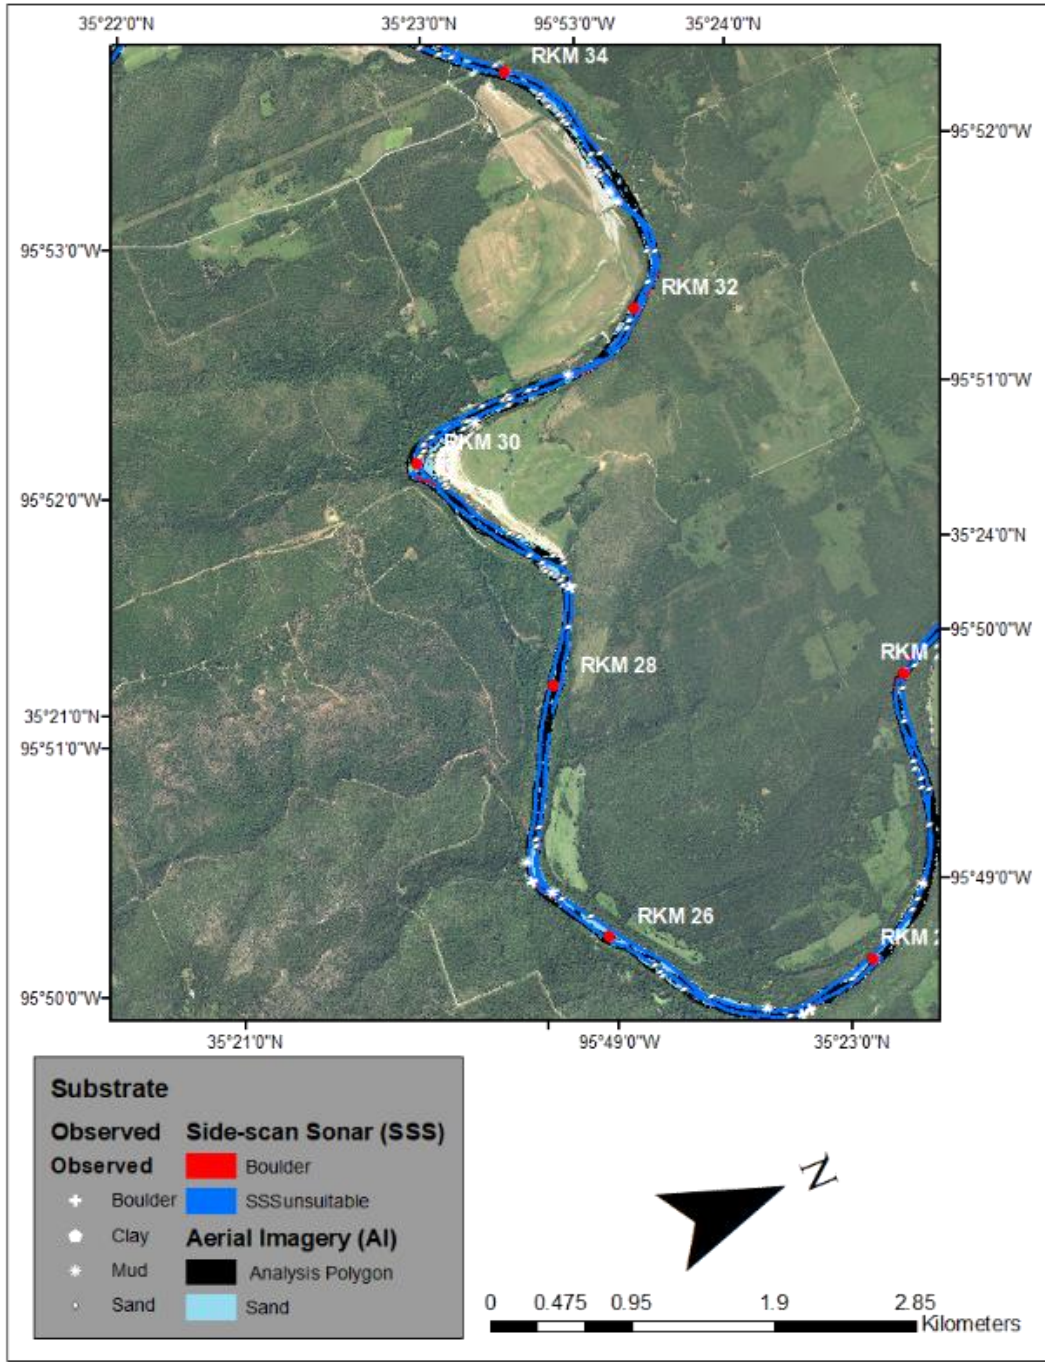 35°22'0"N 35°23'0"N 95°53'0"W 35°24'0"N
RKM 34
95°52'0"W
95°53'0"W
RKM 32
95°51'0"W
RKM 30
95°52'0"W
35°24'0"N
95°50'0"W
RKM
RKM 28
35°21'0"N
95°51'0"W
95°49'0"W
RKM 26
RKM 2
95°50'0"W
35°21'0"N 95°49'0"W 35°23'0"N
Substrate
Observed Side-scan Sonar (SSS)
Observed Boulder
Boulder SSSunsuitable
Clay Aerial Imagery (AI)
Mud Analysis Polygon
Sand Sand
N
0 0.475 0.95 1.9 2.85
Kilometers